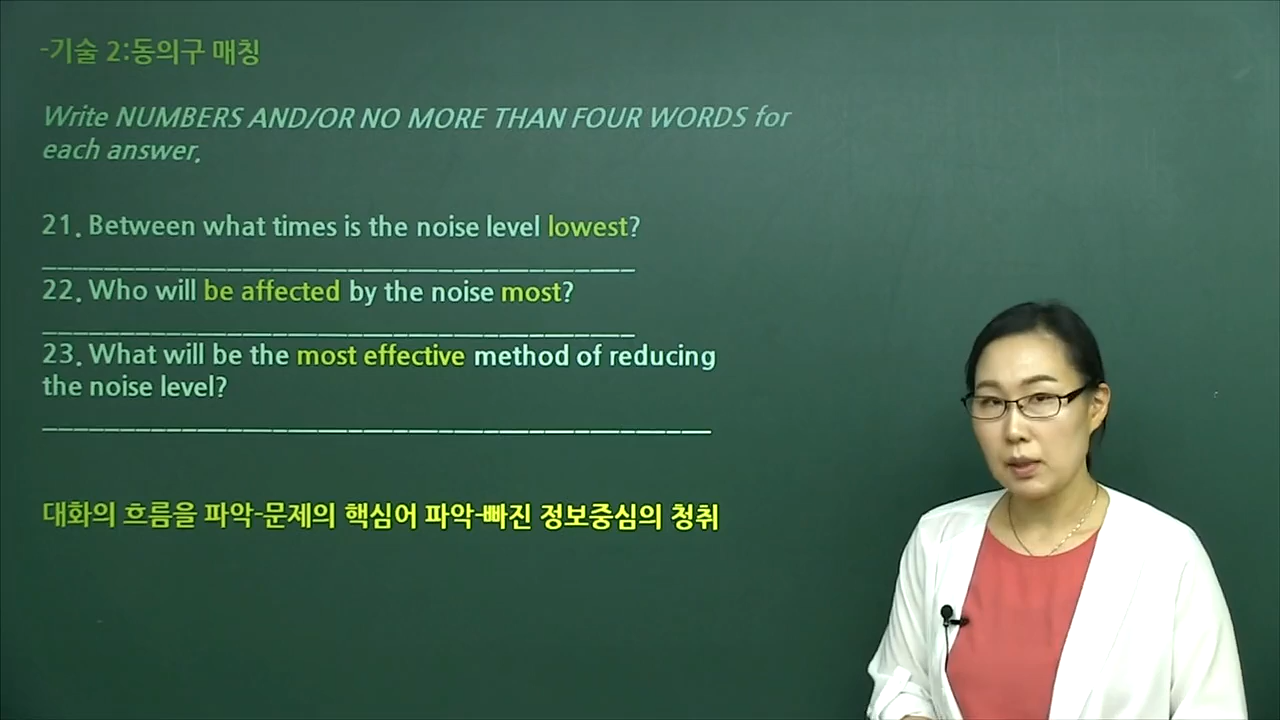 -기술 2:동의구 매칭
Write NUMBERS AND/OR NO MORE THAN FOUR WORDS for
each answer.
21. Between what times is the noise level lowest?
______________________________________
22. Who will be affected by the noise most?
______________________________________
23. What will be the most effective method of reducing
the noise level?
___________________________________________
대화의 흐름을 파악-문제의 핵심어 파악-빠진 정보중심의 청취